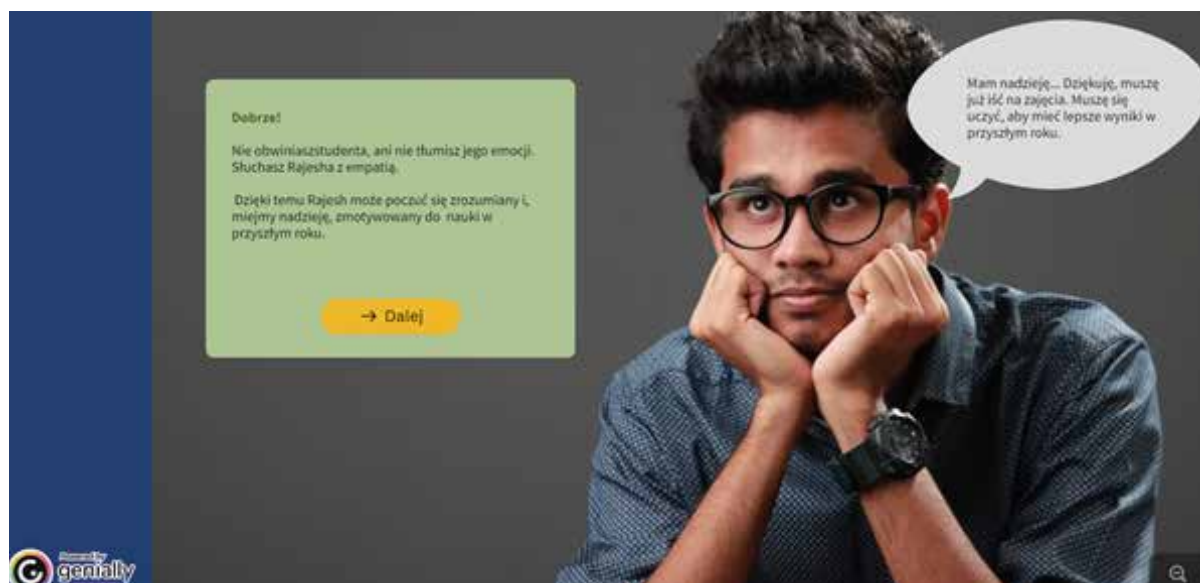 Dobrze!
Nie obwiniaszstudenta, ani nie tłumisz jego emocji.
Słuchasz Rajesha z empatią.
Dzięki temu Rajesh może poczuć się zrozumiany i,
miejmy nadzieję, zmotywowany do nauki w
przyszłym roku.
→ Dalej
Mam nadzieję... Dziękuję, muszę
już iść na zajęcia. Muszę się
uczyć, aby mieć lepsze wyniki w
przyszłym roku.
Powered by
genially